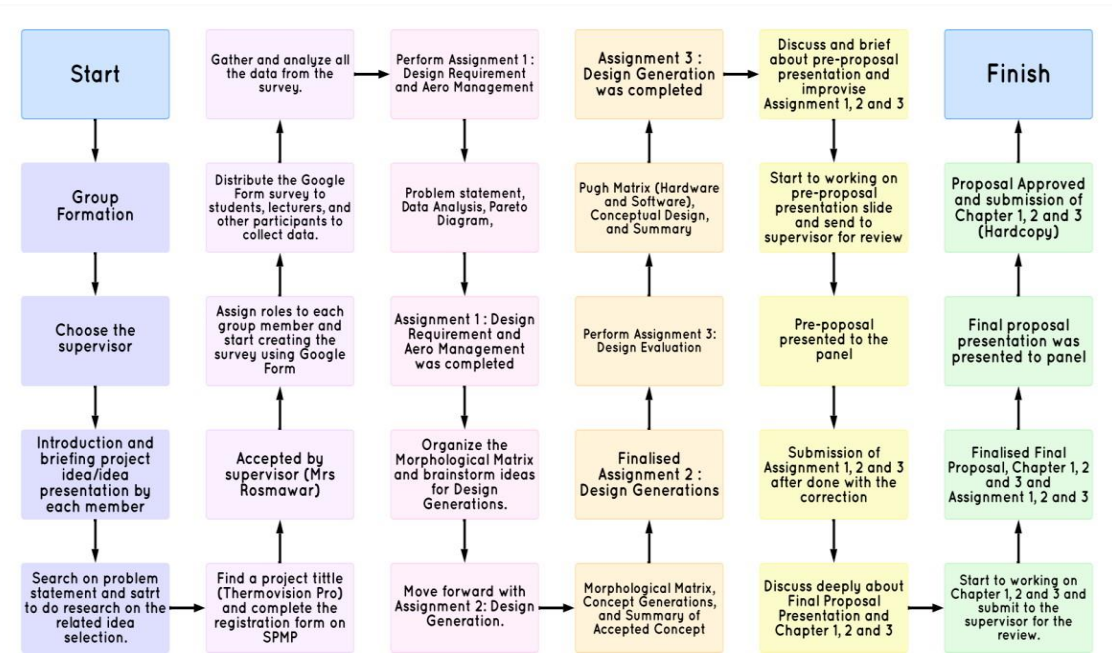 Start
Group
Formation
Choose the
supervisor
Introduction and
briefing project
idea/idea
presentation by
each member
Search on problem
statement and satrt
to do research on the
related idea
selection.
Find a project tittle
(Thermovision Pro)
and complete the
registration form on
SPMP
Accepted by
supervisor (Mrs
Rosmawar)
Assign roles to each
group member and
start creating the
survey using Google
Form
Distribute the Google
Form survey to
students, lecturers, and
other participants to
collect data.
Gather and analyze all
the data from the
survey.
Perform Assignment 1 :
Design Requirement
and Aero Management
Problem statement,
Data Analysis, Pareto
Diagram,
Assignment 1 : Design
Requirement and
Aero Management
was completed
Organize the
Morphological Matrix
and brainstorm ideas
for Design
Generations.
Move forward with
Assignment 2: Design
Generation.
Morphological Matrix,
Concept Generations,
and Summary of
Accepted Concept
Finalised
Assignment 2 :
Design Generations
Perform Assignment 3:
Design Evaluation
Pugh Matrix (Hardware
and Software),
Conceptual Design,
and Summary
Assignment 3 :
Design Generation
was completed
Discuss and brief
about pre-proposal
presentation and
improvise
Assignment 1, 2 and 3
Start to working on
pre-proposal
presentation slide
and send to
supervisor for review
Pre-poposal
presented to the
panel
Submission of
Assignment 1, 2 and 3
after done with the
correction
Discuss deeply about
Final Proposal
Presentation and
Chapter 1, 2 and 3
Start to working on
Chapter 1, 2 and 3 and
submit to the
supervisor for the
review.
Finalised Final
Proposal, Chapter 1, 2
and 3 and
Assignment 1, 2 and 3
Final proposal
presentation was
presented to panel
Proposal Approved
and submission of
Chapter 1, 2 and 3
(Hardcopy)
Finish